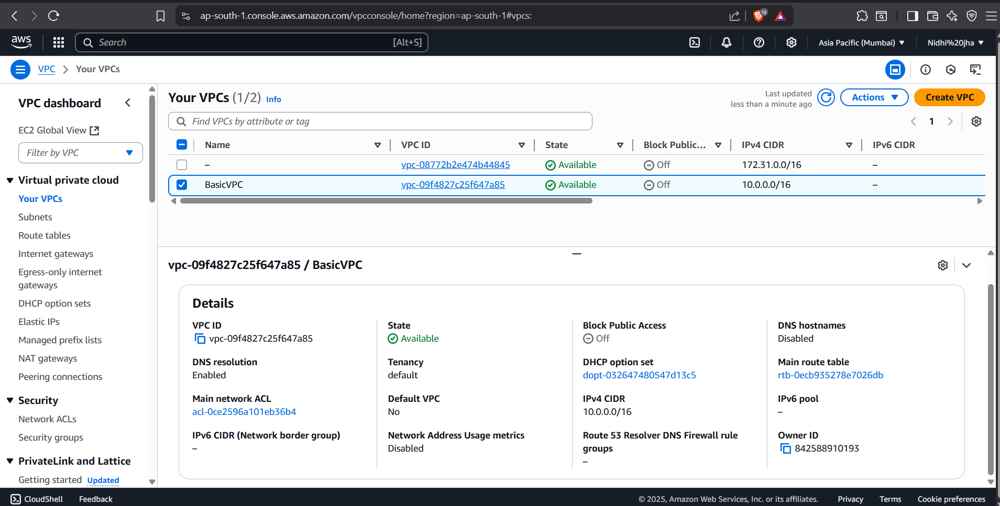 ap-south-1.console.aws.amazon.com/vpcconsole/home?region=ap-south-1#vpcs:
18
aws
Search [Alt+S]
Asia Pacific (Mumbai)
Nidhi%20jha
VPC
Your VPCs
VPC dashboard
EC2 Global View
Filter by VPC
Virtual private cloud
Your VPCs
Subnets
Route tables
Internet gateways
Egress-only internet
gateways
DHCP option sets
Elastic IPs
Managed prefix lists
NAT gateways
Peering connections
Security
Network ACLs
Security groups
PrivateLink and Lattice
Getting started Updated
Your VPCs (1/2) Info
Last updated
less than a minute ago
Actions
Create VPC
Find VPCs by attribute or tag
1
Name VPC ID State Block Public... IPv4 CIDR IPv6 CIDR
– vpc-08772b2e474b44845 Available Off 172.31.0.0/16 –
BasicVPC vpc-09f4827c25f647a85 Available Off 10.0.0.0/16 –
vpc-09f4827c25f647a85 / BasicVPC
Details
VPC ID
vpc-09f4827c25f647a85
State
Available
Block Public Access
Off
DNS hostnames
Disabled
DNS resolution
Enabled
Tenancy
default
DHCP option set
dopt-032647480547d13c5
Main route table
rtb-0ecb935278e7026db
Main network ACL
acl-0ce2596a101eb36b4
Default VPC
No
IPv4 CIDR
10.0.0.0/16
IPv6 pool
–
IPv6 CIDR (Network border group)
–
Network Address Usage metrics
Disabled
Route 53 Resolver DNS Firewall rule
groups
–
Owner ID
842588910193
CloudShell
Feedback
© 2025, Amazon Web Services, Inc. or its affiliates.
Privacy
Terms
Cookie preferences